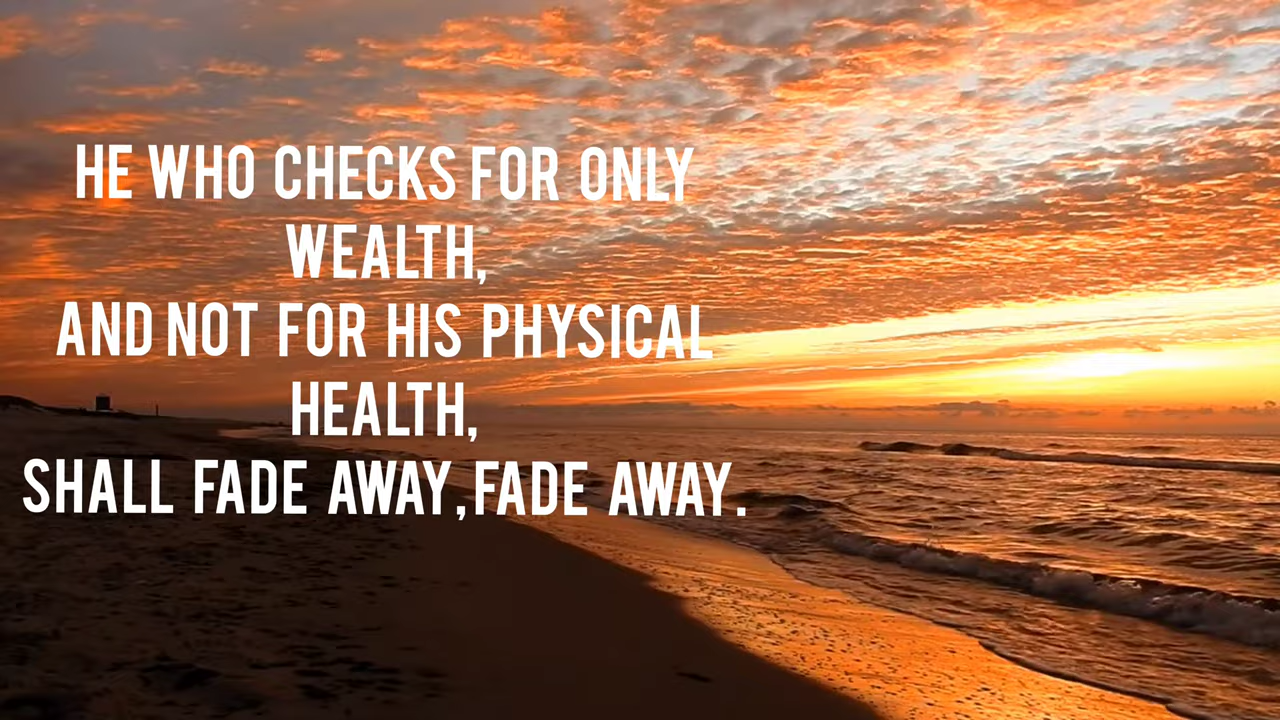 HE WHO CHECKS FOR ONLY
WEALTH,
AND NOT FOR HIS PHYSICAL
HEALTH,
SHALL FADE AWAY,FADE AWAY.